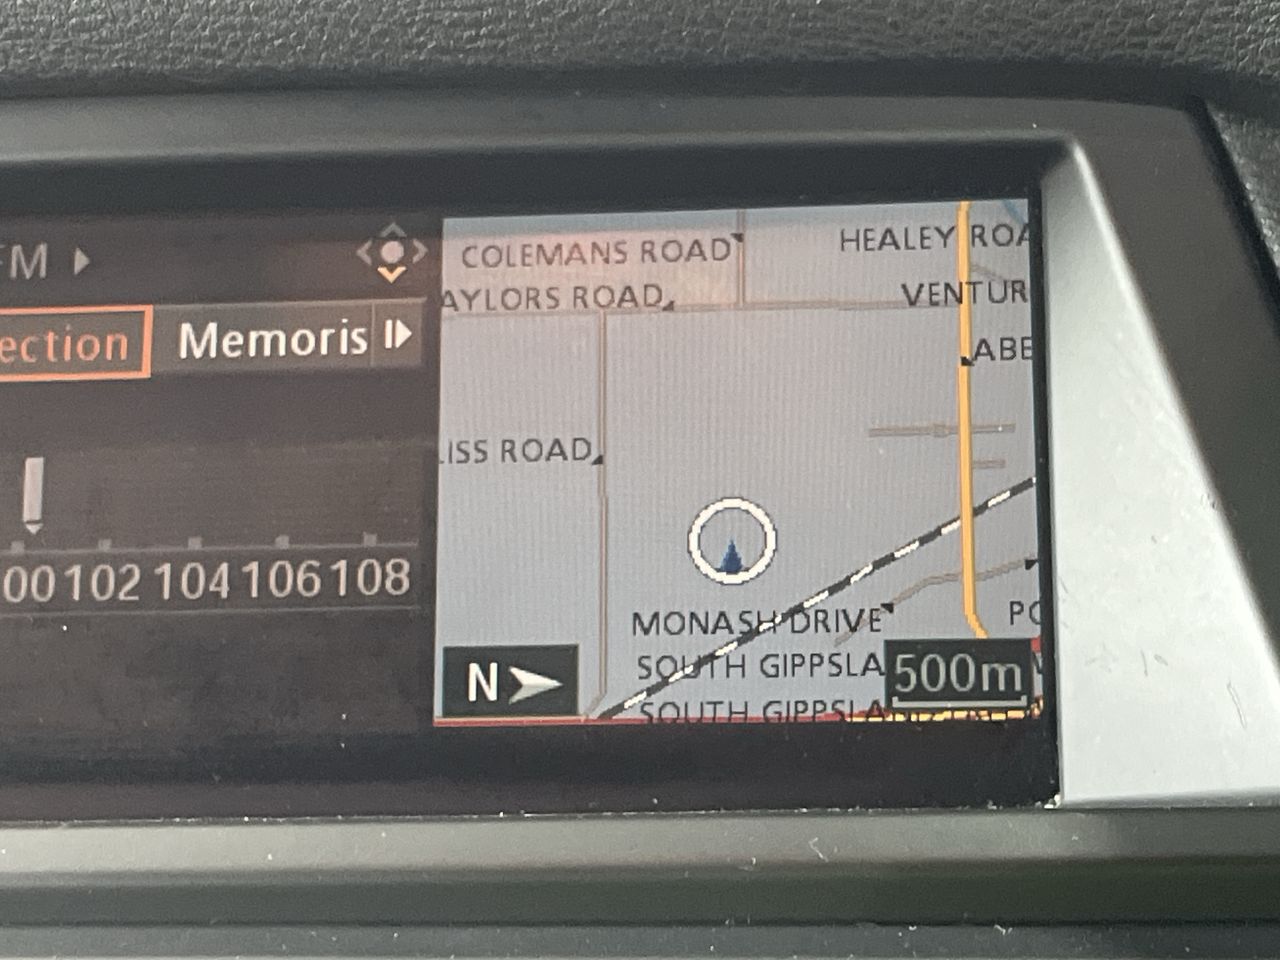 FM
ection
Memoris
00 102 104 106 108
COLEMANS ROAD
AYLORS ROAD
HEALEY ROA
VENTUR
ABE
LISS ROAD
MONASH DRIVE
SOUTH GIPPSLA
SOUTH GIPPSLA
PO
N
500m